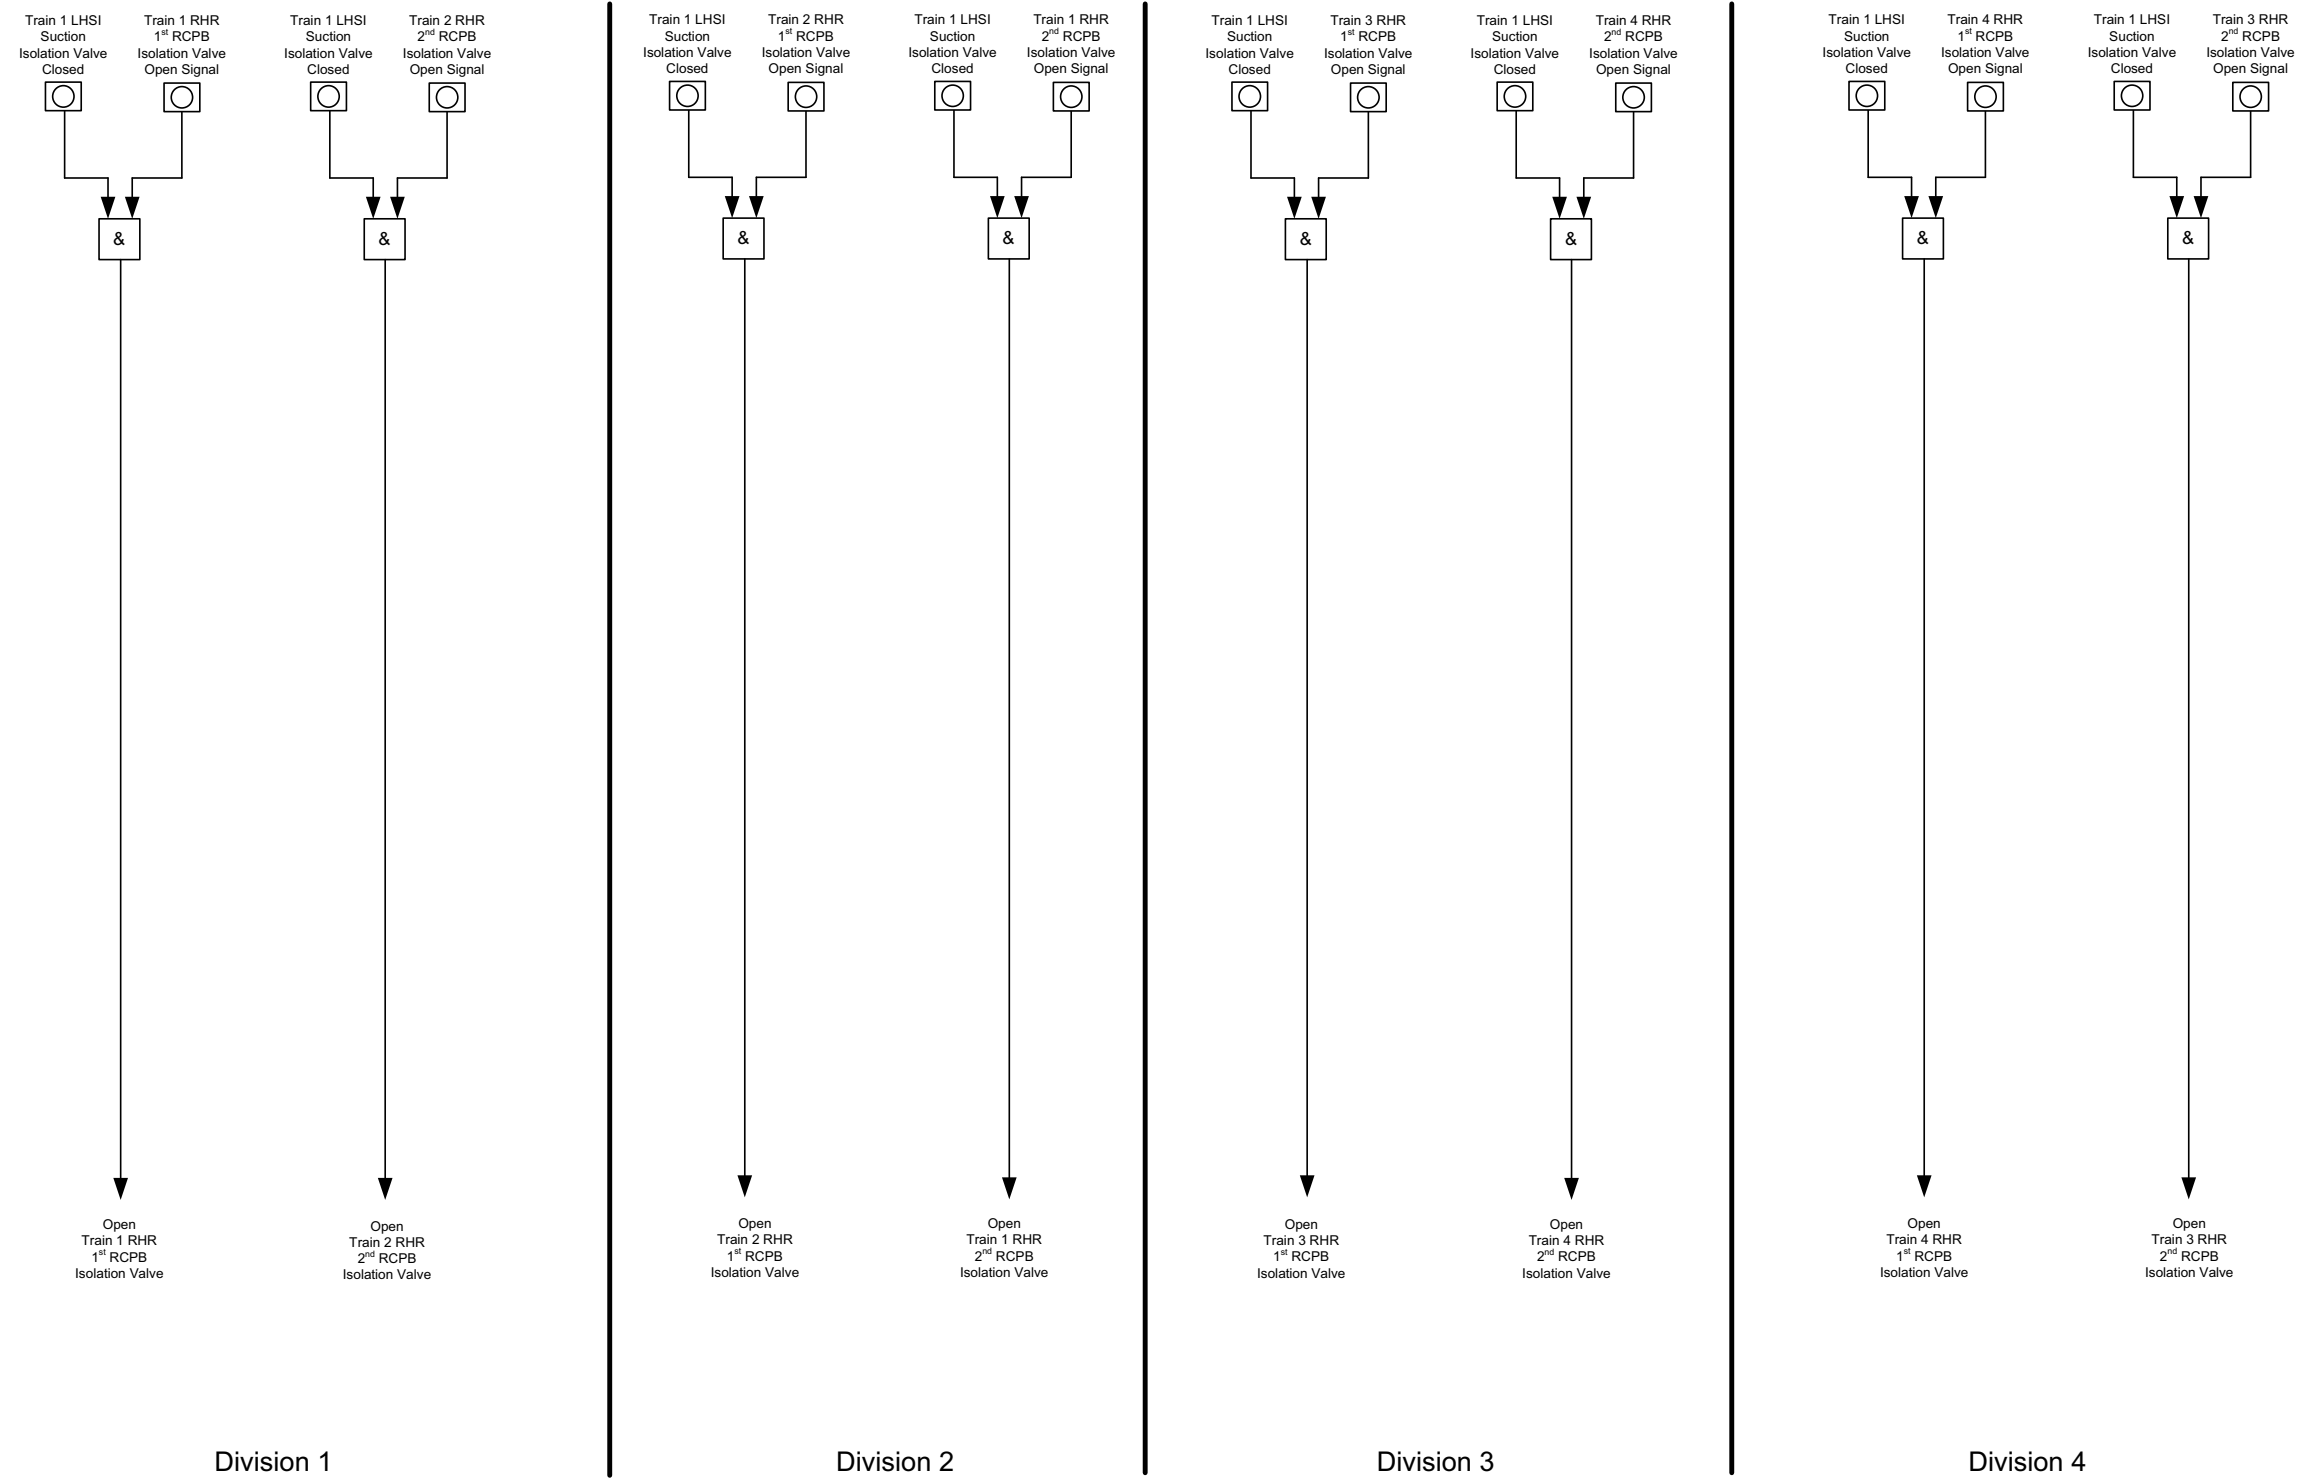 Train 1 LHSI
Suction
Isolation Valve
Closed
Train 1 RHR
1st RCPB
Isolation Valve
Open Signal
Train 1 LHSI
Suction
Isolation Valve
Closed
Train 2 RHR
2nd RCPB
Isolation Valve
Open Signal
Train 1 LHSI
Suction
Isolation Valve
Closed
Train 2 RHR
1st RCPB
Isolation Valve
Open Signal
Train 1 LHSI
Suction
Isolation Valve
Closed
Train 1 RHR
2nd RCPB
Isolation Valve
Open Signal
Train 1 LHSI
Suction
Isolation Valve
Closed
Train 3 RHR
1st RCPB
Isolation Valve
Open Signal
Train 1 LHSI
Suction
Isolation Valve
Closed
Train 4 RHR
2nd RCPB
Isolation Valve
Open Signal
Train 1 LHSI
Suction
Isolation Valve
Closed
Train 4 RHR
1st RCPB
Isolation Valve
Open Signal
Train 1 LHSI
Suction
Isolation Valve
Closed
Train 3 RHR
2nd RCPB
Isolation Valve
Open Signal
&
&
&
&
&
&
&
&
Open
Train 1 RHR
1st RCPB
Isolation Valve
Open
Train 2 RHR
2nd RCPB
Isolation Valve
Open
Train 2 RHR
1st RCPB
Isolation Valve
Open
Train 1 RHR
2nd RCPB
Isolation Valve
Open
Train 3 RHR
1st RCPB
Isolation Valve
Open
Train 4 RHR
2nd RCPB
Isolation Valve
Open
Train 4 RHR
1st RCPB
Isolation Valve
Open
Train 3 RHR
2nd RCPB
Isolation Valve
Division 1
Division 2
Division 3
Division 4